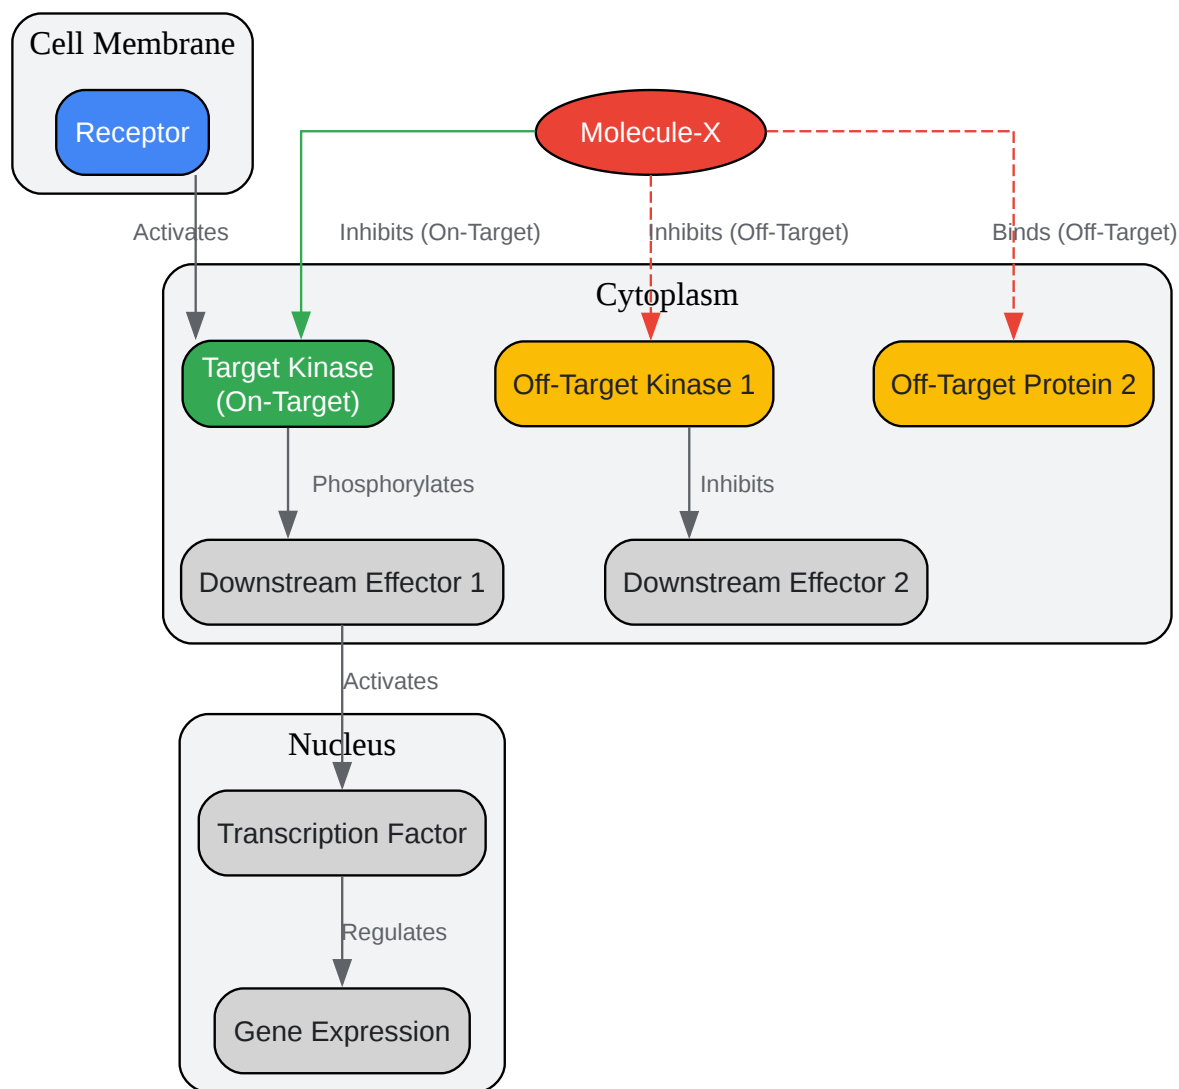 Cell Membrane
Receptor
Molecule-X
Activates
Inhibits (On-Target)
Inhibits (Off-Target)
Binds (Off-Target)
Cytoplasm
Target Kinase
(On-Target)
Off-Target Kinase 1
Off-Target Protein 2
Phosphorylates
Inhibits
Downstream Effector 1
Downstream Effector 2
Activates
Nucleus
Transcription Factor
Regulates
Gene Expression